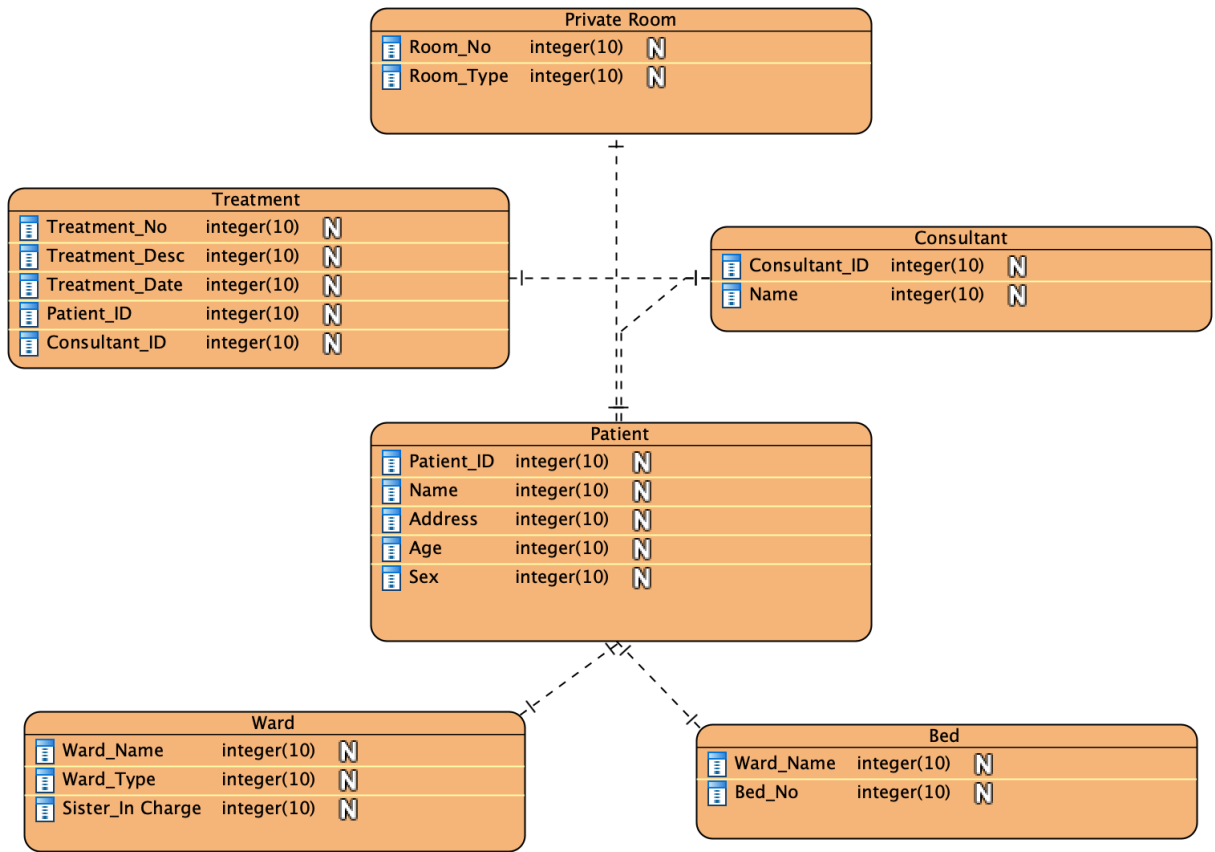 Private Room
Room_No integer(10) N
Room_Type integer(10) N
Treatment
Treatment_No integer(10) N
Treatment_Desc integer(10) N
Treatment_Date integer(10) N
Patient_ID integer(10) N
Consultant_ID integer(10) N
Consultant
Consultant_ID integer(10) N
Name integer(10) N
Patient
Patient_ID integer(10) N
Name integer(10) N
Address integer(10) N
Age integer(10) N
Sex integer(10) N
Ward
Ward_Name integer(10) N
Ward_Type integer(10) N
Sister_In Charge integer(10) N
Bed
Ward_Name integer(10) N
Bed_No integer(10) N